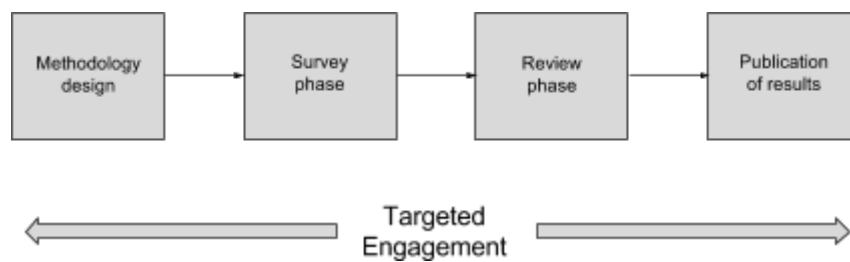 Methodology
design
Survey
phase
Review
phase
Publication
of results
Targeted
Engagement